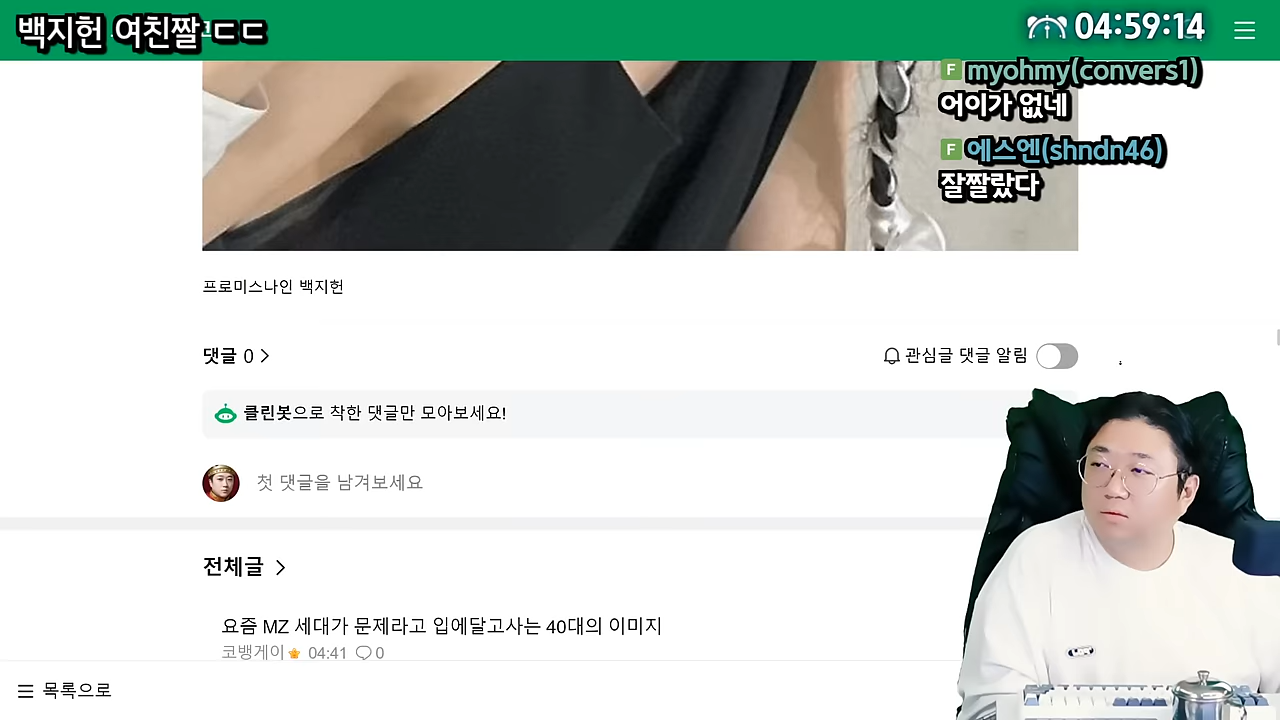 백지헌 여친짤 ㄷㄷ
04:59:14
F myohmy(convers1)
어이가 없네
F 에스엔(shndn46)
잘짤랐다
프로미스나인 백지헌
댓글 0
관심글 댓글 알림
클린봇으로 착한 댓글만 모아보세요!
첫 댓글을 남겨보세요
전체글
요즘 MZ 세대가 문제라고 입에달고사는 40대의 이미지
코뱅게이 04:41 0
목록으로